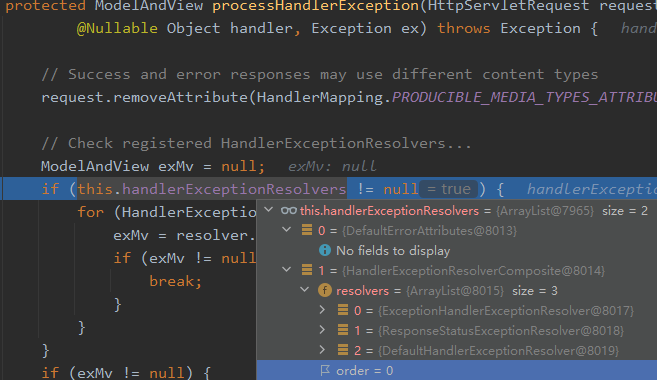 protected ModelAndView processHandlerException(HttpServletRequest request
@Nullable Object handler, Exception ex) throws Exception { hand
// Success and error responses may use different content types
request.removeAttribute(HandlerMapping.PRODUCIBLE_MEDIA_TYPES_ATTRIBU
// Check registered HandlerExceptionResolvers...
ModelAndView exMv = null; exMv: null
if (this.handlerExceptionResolvers != null = true ) { handlerExceptio
for (HandlerExceptio
exMv = resolver.
if (exMv != null
break;
}
}
}
if (exMv != null) {
this.handlerExceptionResolvers = {ArrayList@7965} size = 2
0 = {DefaultErrorAttributes@8013}
No fields to display
1 = {HandlerExceptionResolverComposite@8014}
f resolvers = {ArrayList@8015} size = 3
0 = {ExceptionHandlerExceptionResolver@8017}
1 = {ResponseStatusExceptionResolver@8018}
2 = {DefaultHandlerExceptionResolver@8019}
order = 0